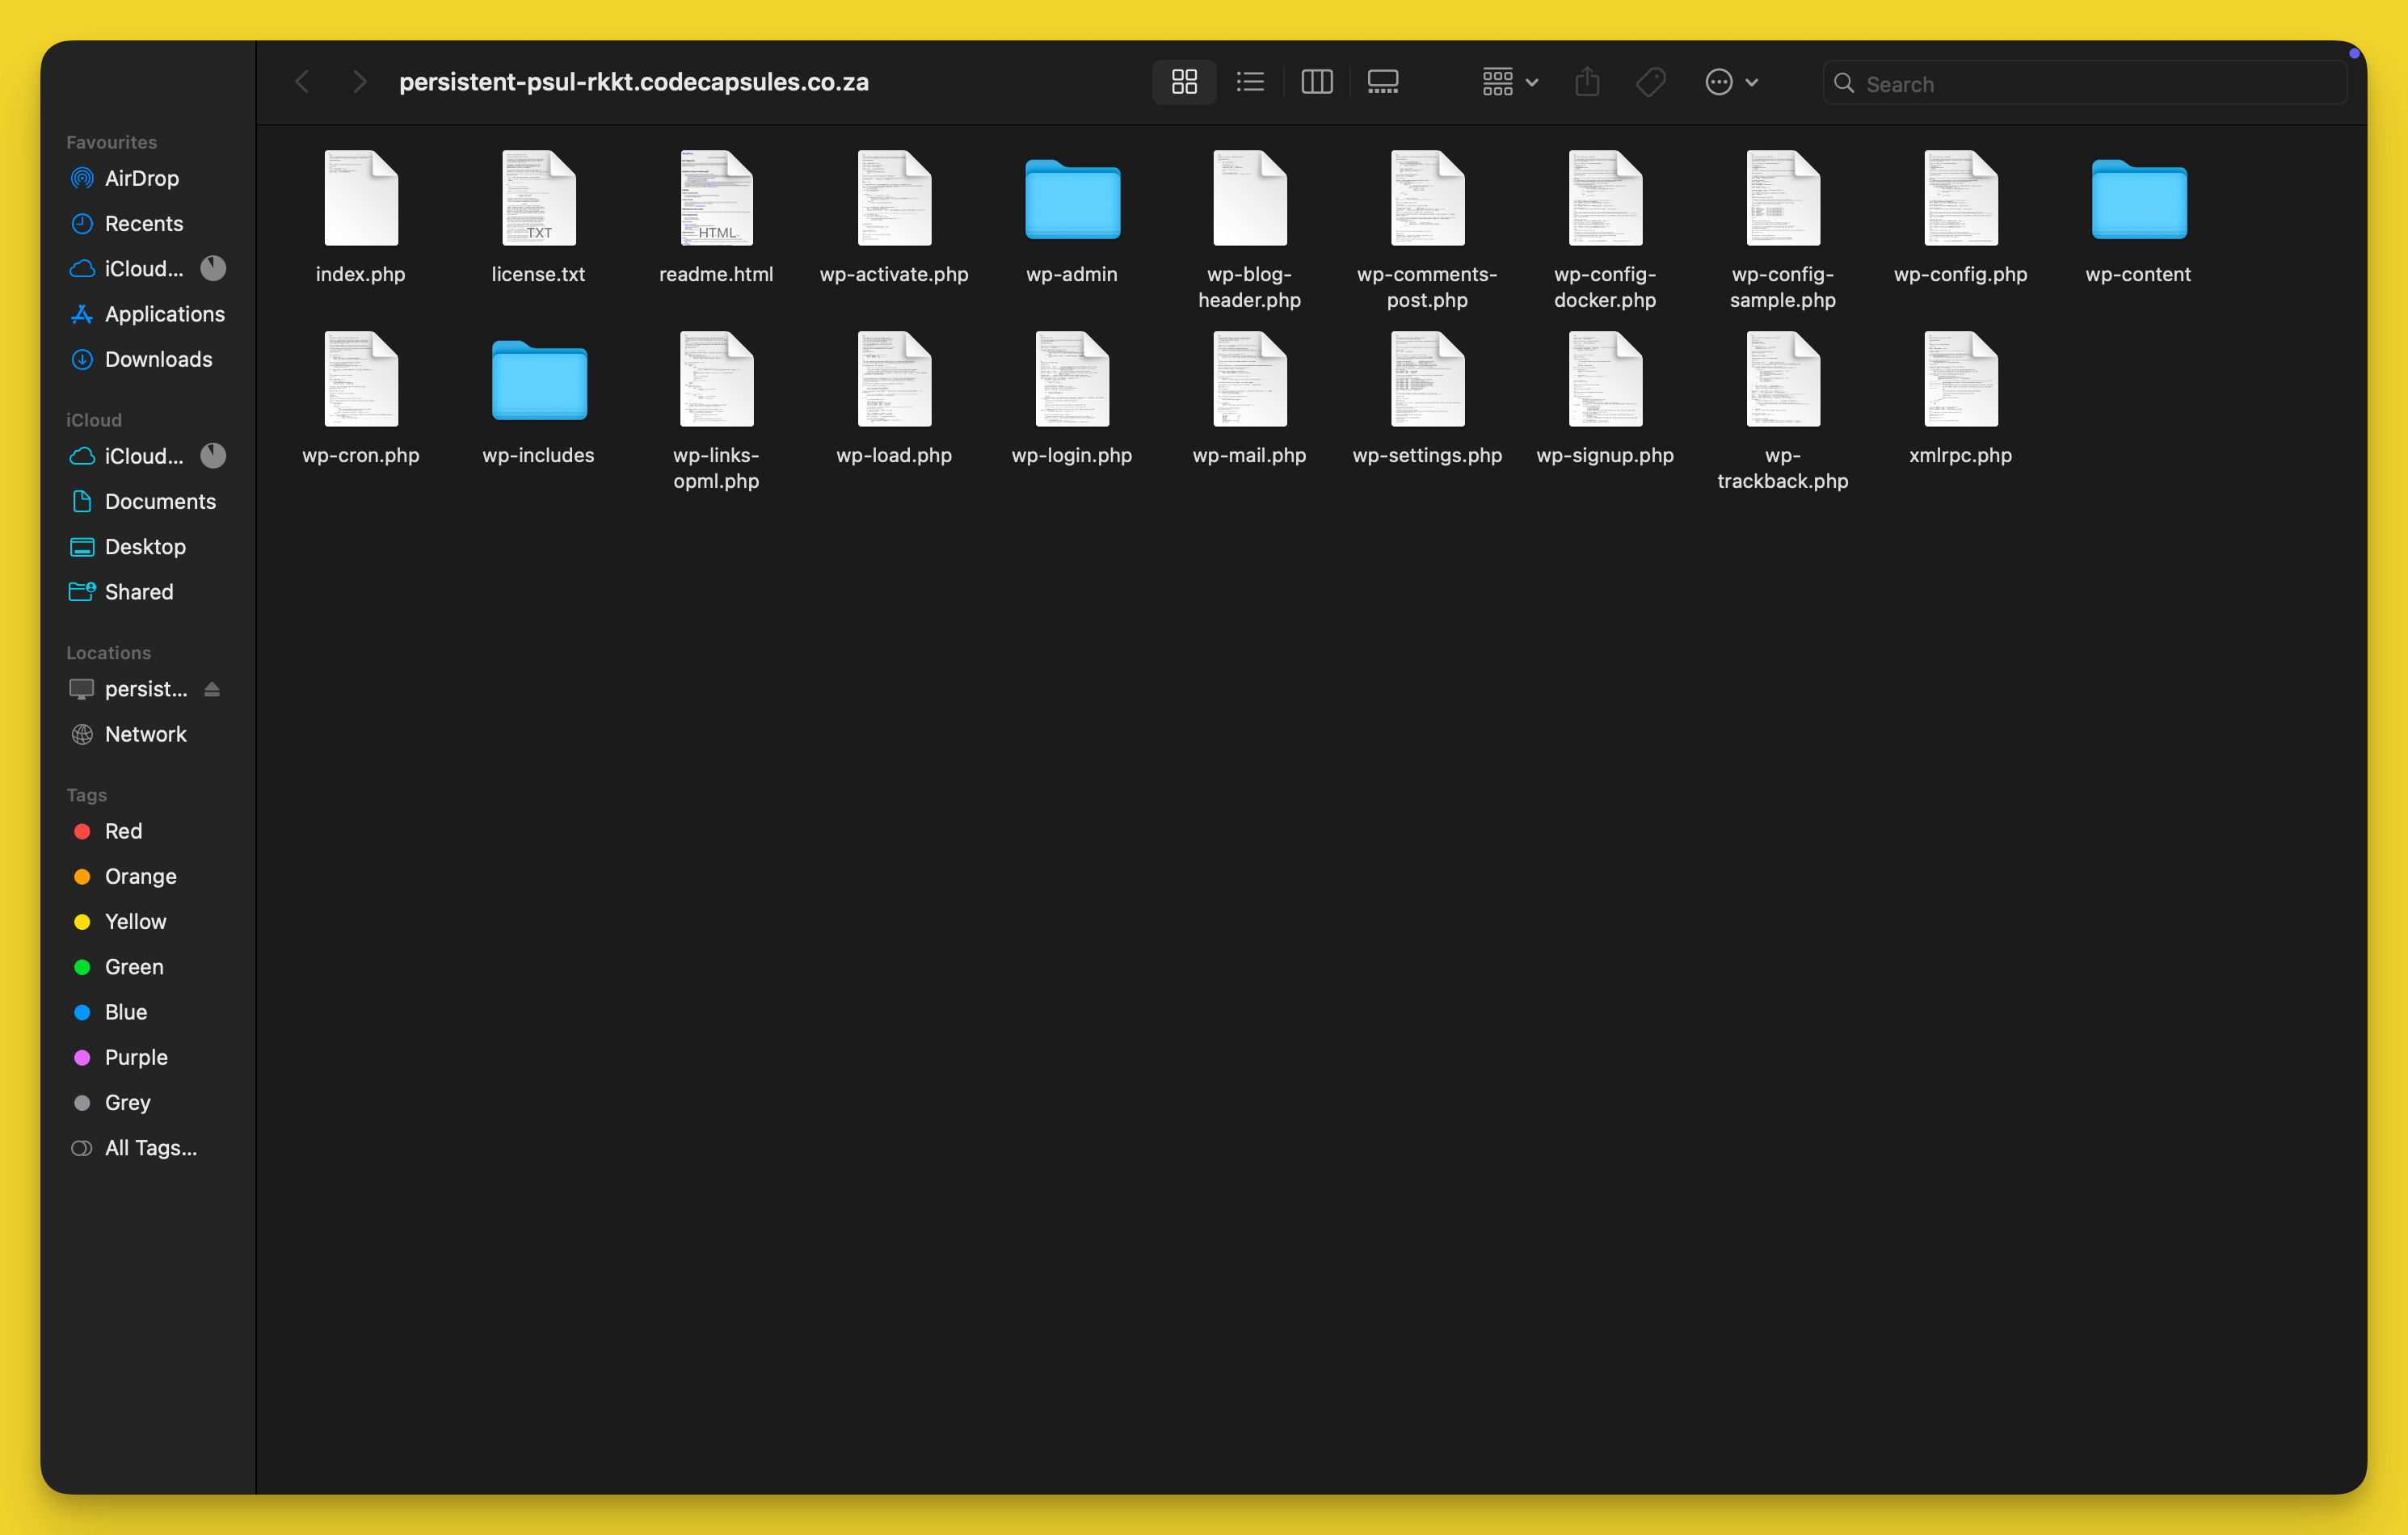 persistent-psul-rkkt.codecapsules.co.za
Search
Favourites
AirDrop
Recents
iCloud...
Applications
Downloads
iCloud
iCloud...
Documents
Desktop
Shared
Locations
persist...
Network
Tags
Red
Orange
Yellow
Green
Blue
Purple
Grey
All Tags...
index.php
TXT
license.txt
HTML
readme.html
wp-activate.php
wp-admin
wp-blog-
header.php
wp-comments-
post.php
wp-config-
docker.php
wp-config-
sample.php
wp-config.php
wp-content
wp-cron.php
wp-includes
wp-links-
opml.php
wp-load.php
wp-login.php
wp-mail.php
wp-settings.php
wp-signup.php
wp-
trackback.php
xmlrpc.php